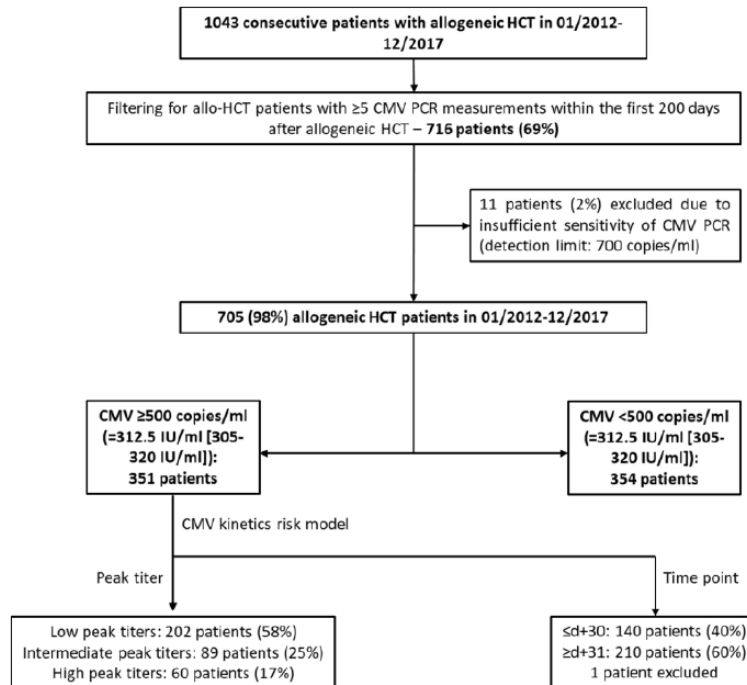 1043 consecutive patients with allogeneic HCT in 01/2012-
12/2017
Filtering for allo-HCT patients with ≥5 CMV PCR measurements within the first 200 days
after allogeneic HCT – 716 patients (69%)
11 patients (2%) excluded due to
insufficient sensitivity of CMV PCR
(detection limit: 700 copies/ml)
705 (98%) allogeneic HCT patients in 01/2012-12/2017
CMV ≥500 copies/ml
(=312.5 IU/ml [305-
320 IU/ml]):
351 patients
CMV <500 copies/ml
(=312.5 IU/ml [305-
320 IU/ml]):
354 patients
CMV kinetics risk model
Peak titer
Time point
Low peak titers: 202 patients (58%)
Intermediate peak titers: 89 patients (25%)
High peak titers: 60 patients (17%)
≤d+30: 140 patients (40%)
≥d+31: 210 patients (60%)
1 patient excluded